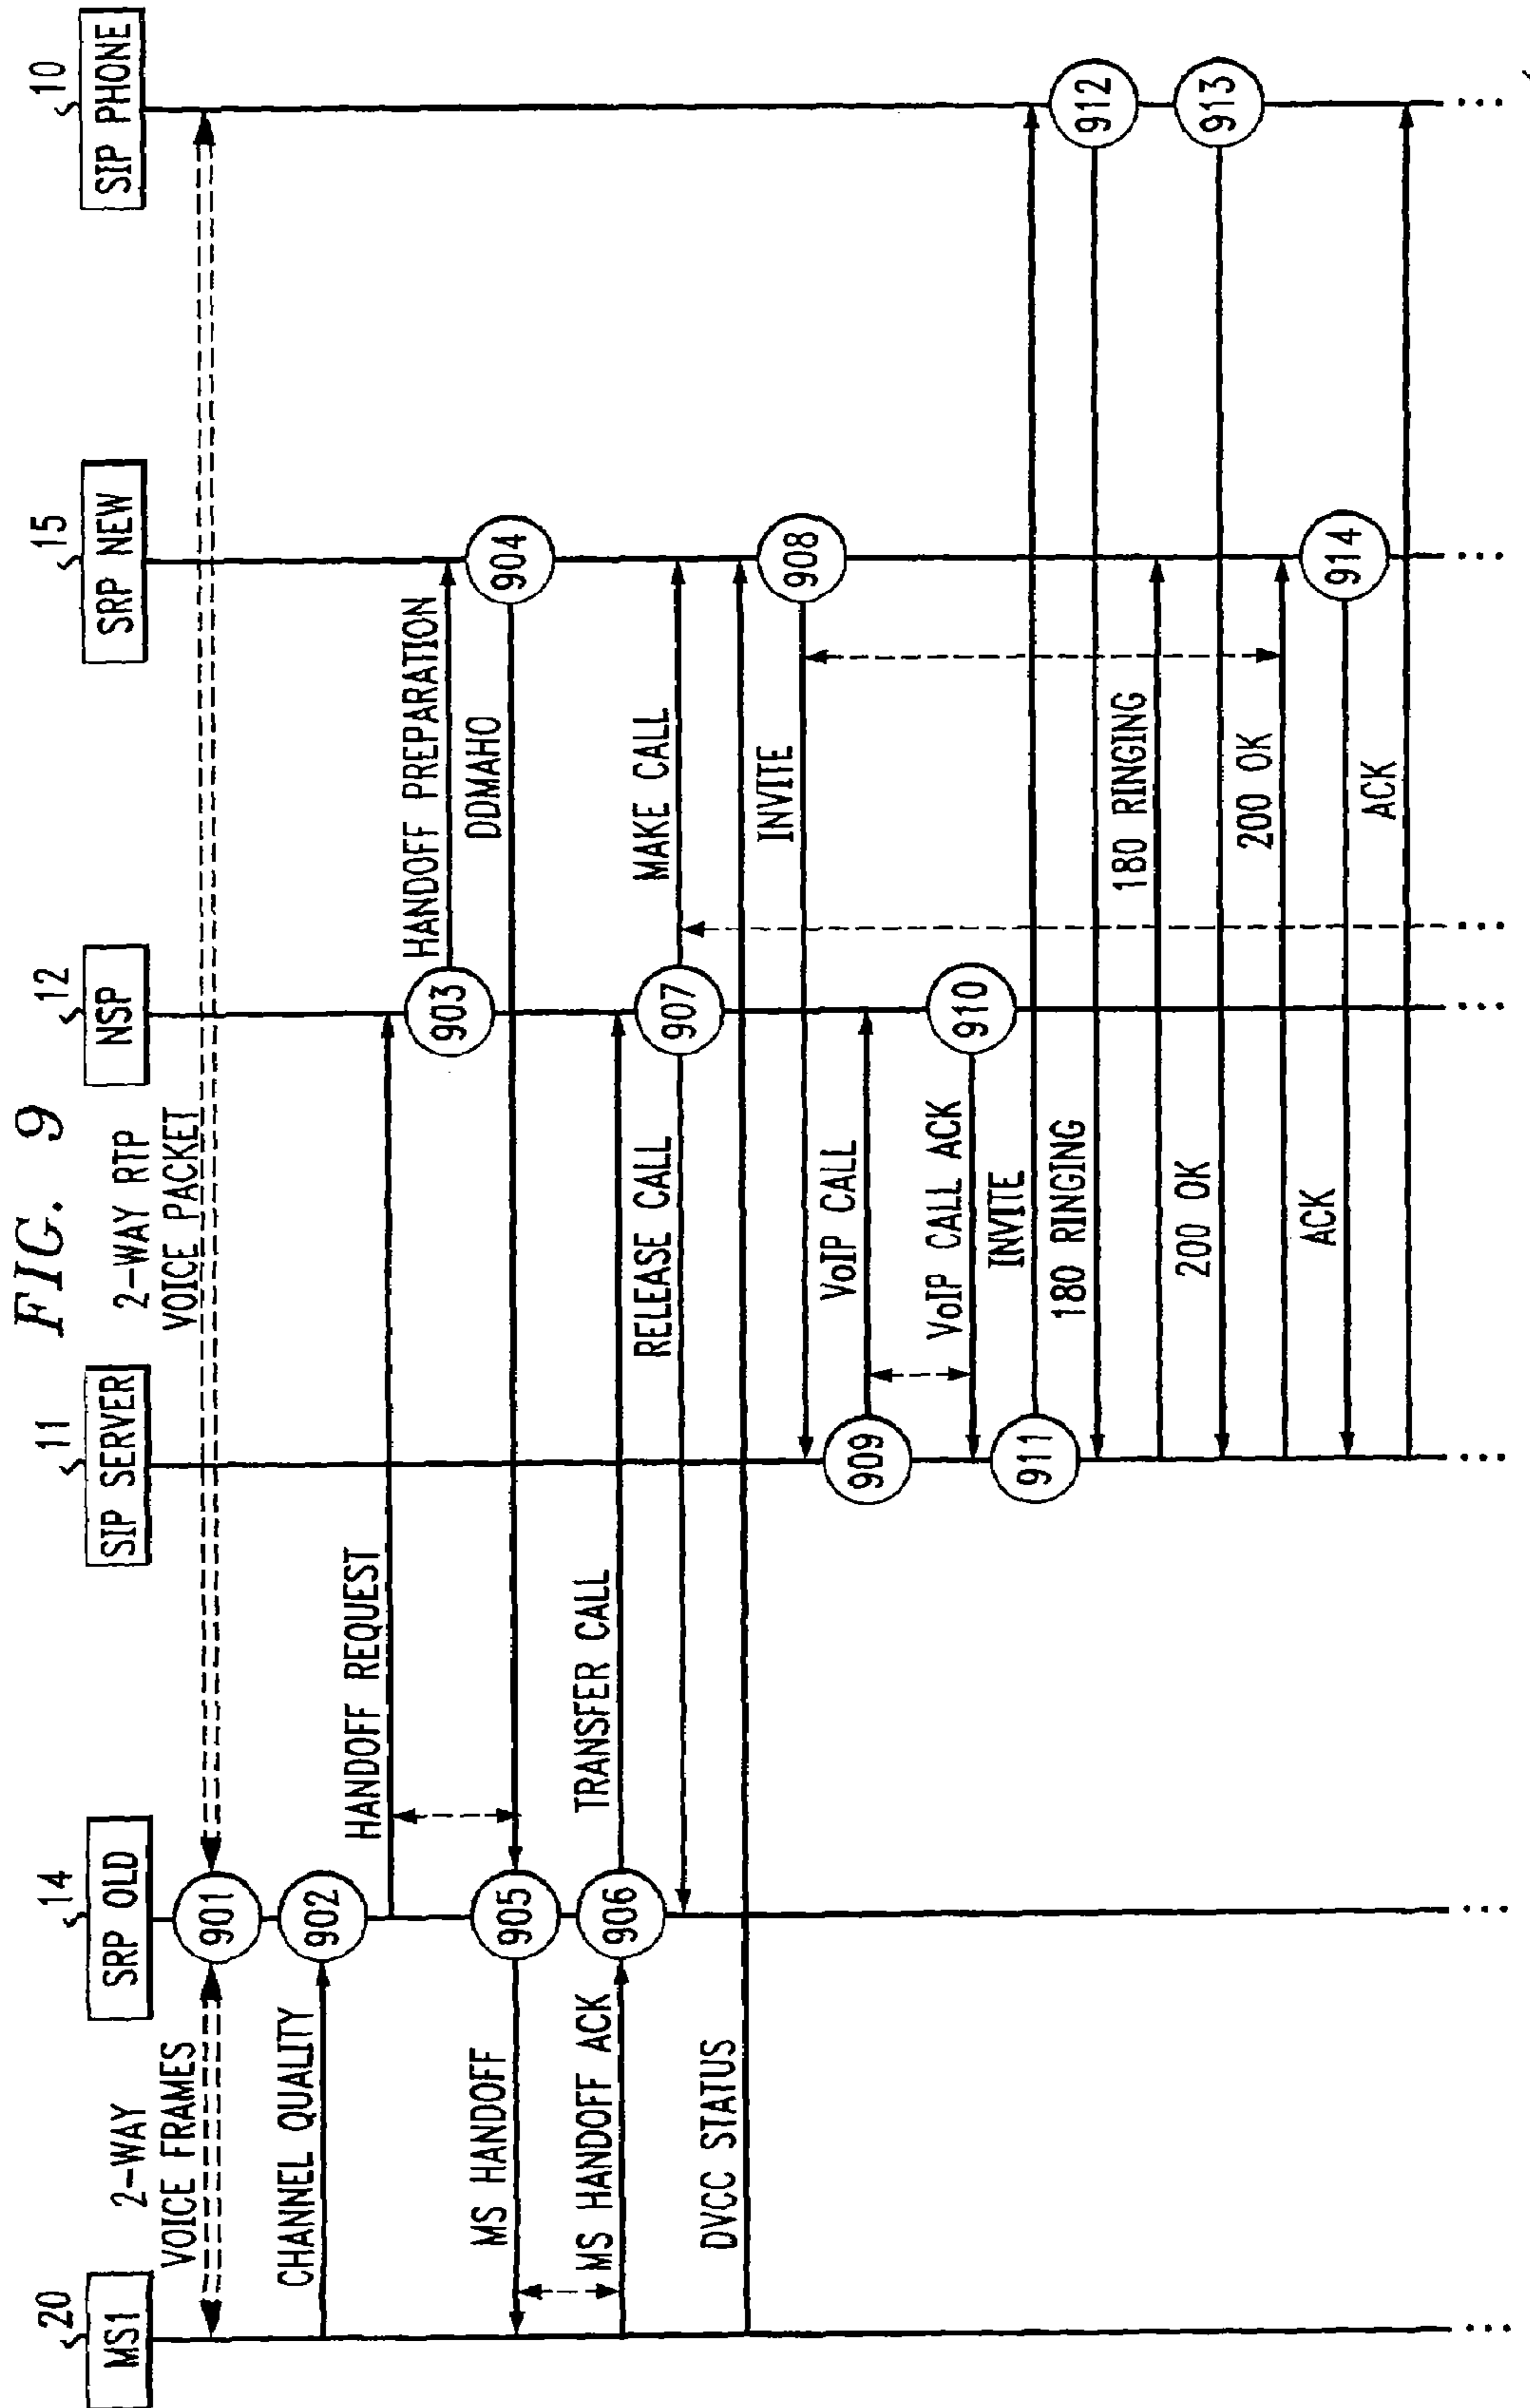 FIG. 9
20
MS1
14
SRP OLD
11
SIP SERVER
12
NSP
15
SRP NEW
10
SIP PHONE
2-WAY
VOICE FRAMES
901
2-WAY RTP
VOICE PACKET
CHANNEL QUALITY
902
HANDOFF REQUEST
903
HANDOFF PREPARATION
904
DDMAHO
905
MS HANDOFF
MS HANDOFF ACK
906
TRANSFER CALL
907
RELEASE CALL
MAKE CALL
DVCC STATUS
908
INVITE
909
VoIP CALL
910
VoIP CALL ACK
911
INVITE
912
180 RINGING
180 RINGING
913
200 OK
200 OK
914
ACK
ACK